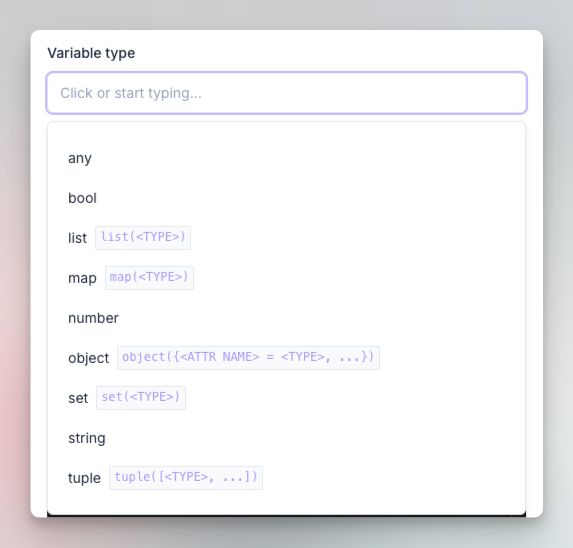 Variable type
Click or start typing...
any
bool
list list(<TYPE>)
map map(<TYPE>)
number
object object({<ATTR NAME> = <TYPE>, ...})
set set(<TYPE>)
string
tuple tuple([<TYPE>, ...])